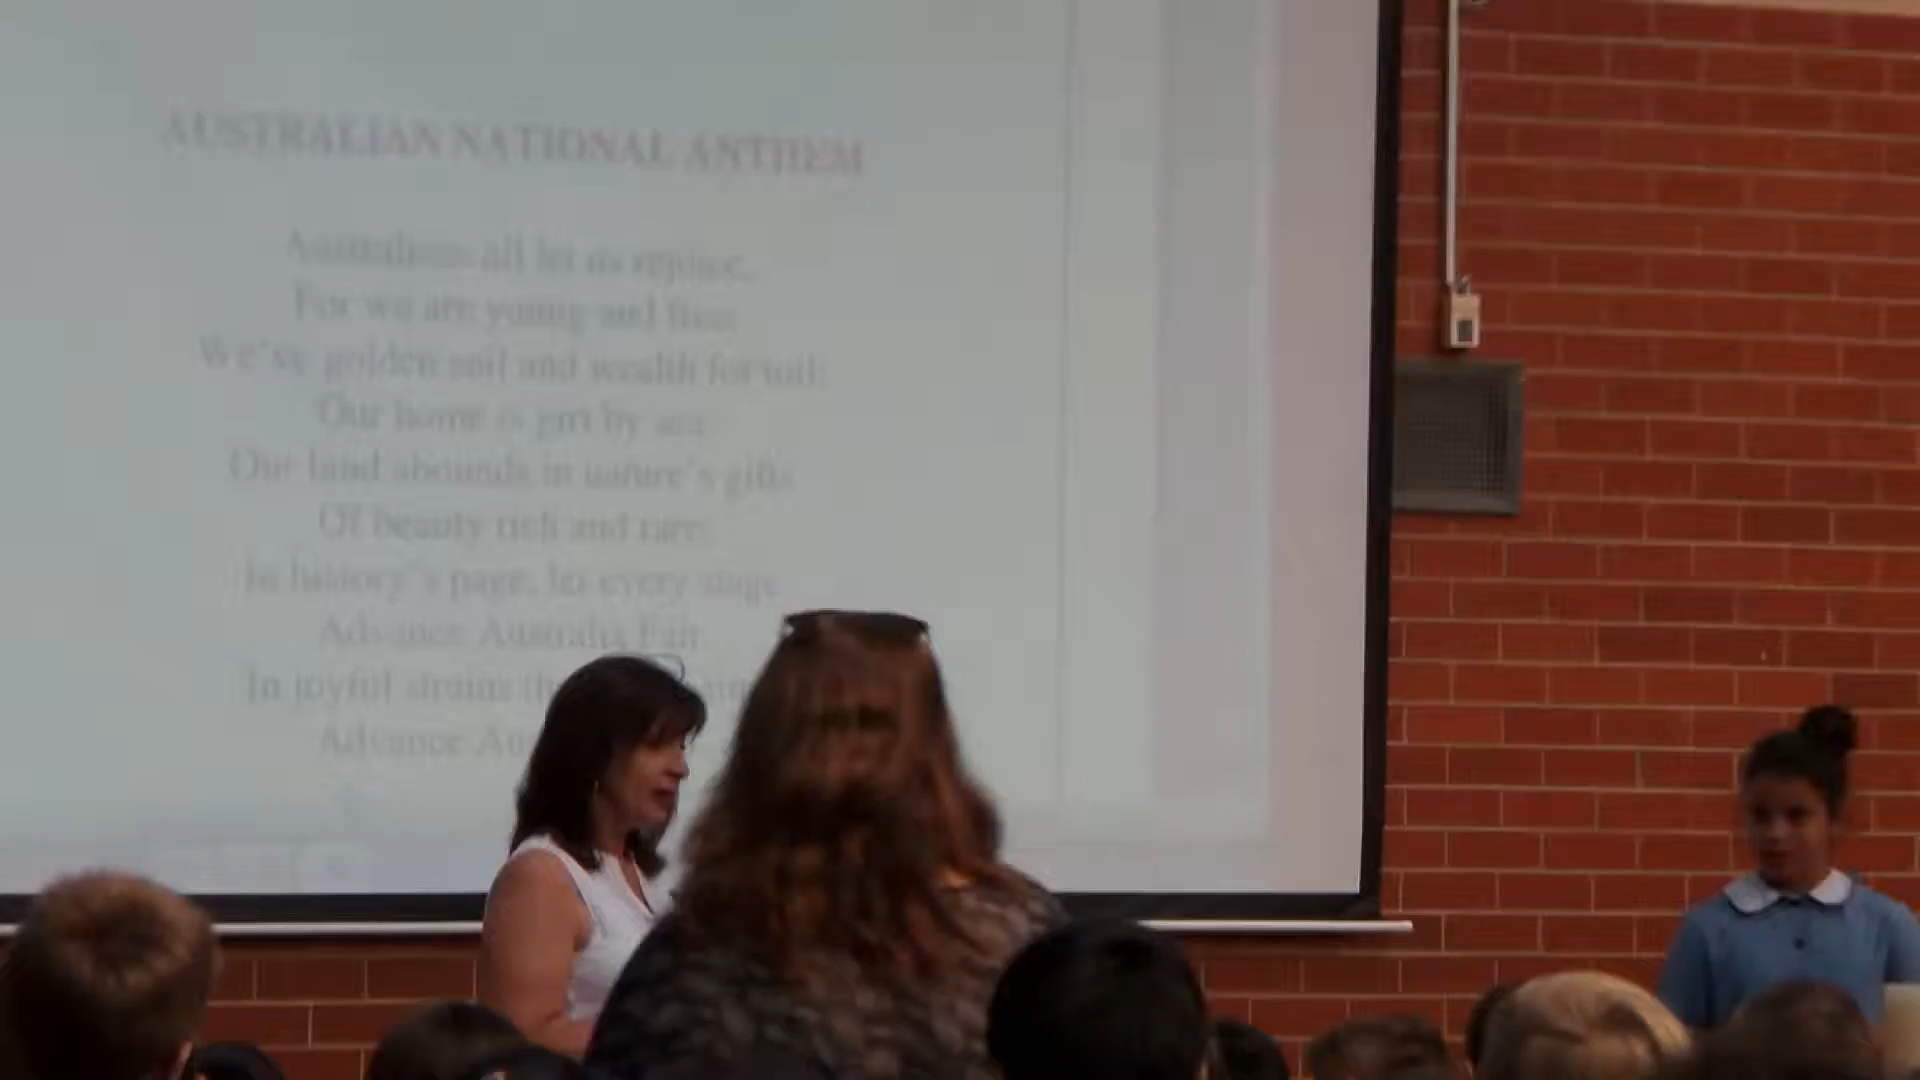 AUSTRALIAN NATIONAL ANTHEM
Australians all let us rejoice,
For we are young and free;
We've golden soil and wealth for toil;
Our home is girt by sea;
Our land abounds in nature's gifts
Of beauty rich and rare;
In history's page, let every stage
Advance Australia Fair
In joyful strains
Advance